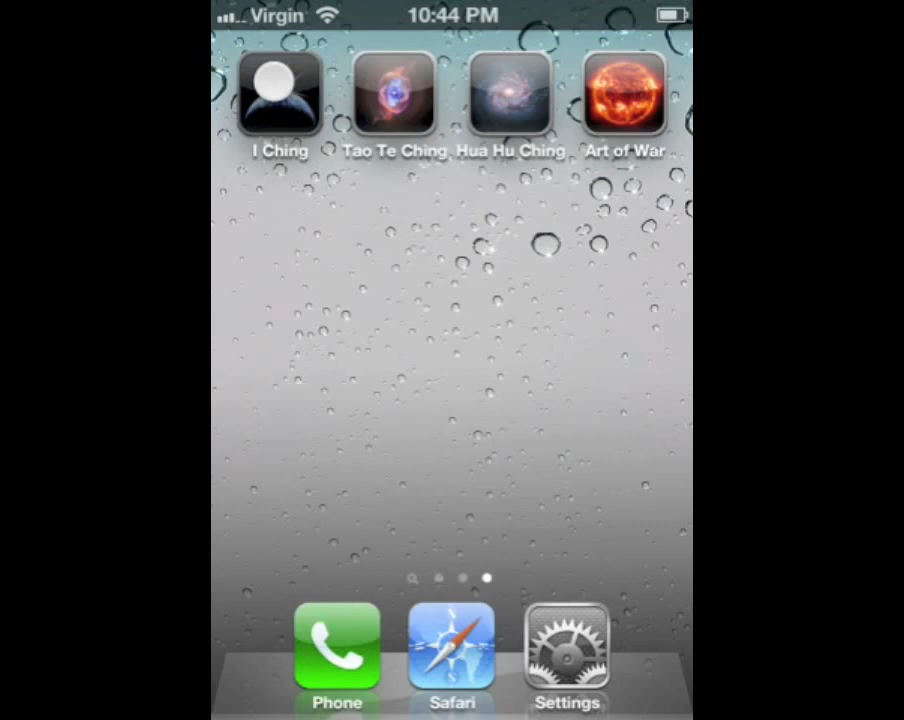 Virgin 10:44 PM
I Ching Tao Te Ching Hua Hu Ching Art of War
Phone Safari Settings